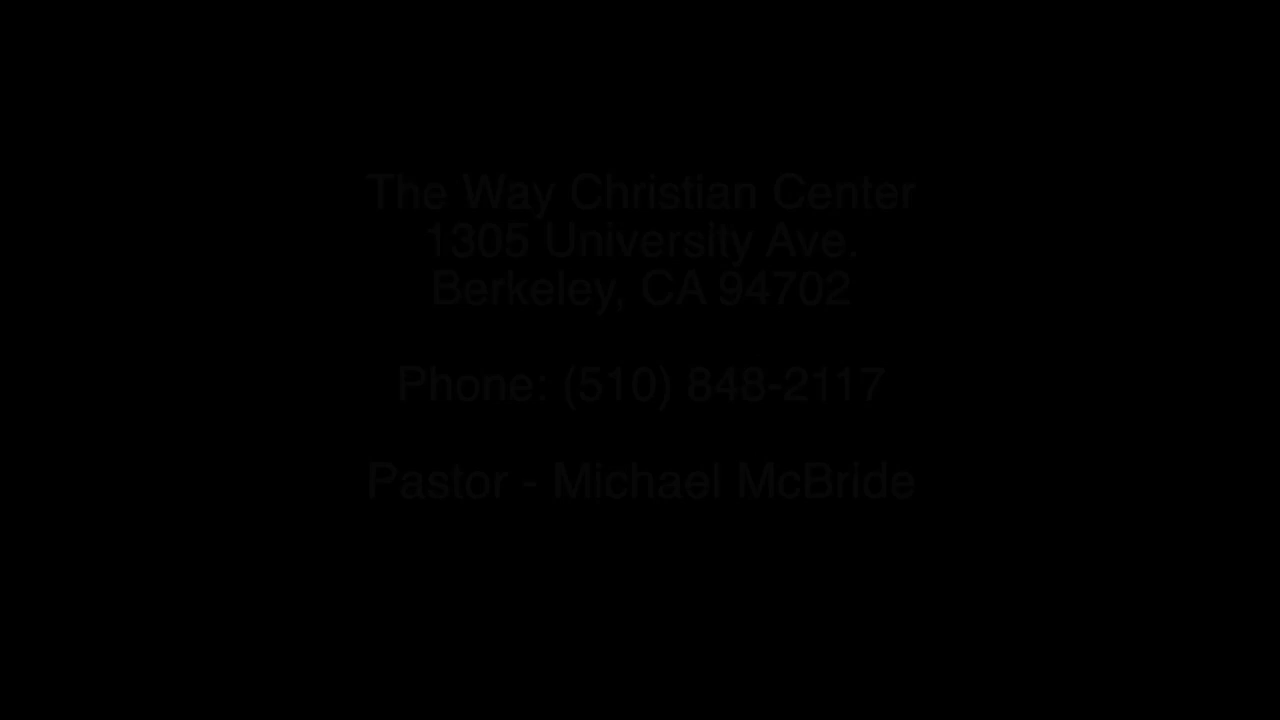 The Way Christian Center
1305 University Ave.
Berkeley, CA 94702
Phone: (510) 848-2117
Pastor - Michael McBride